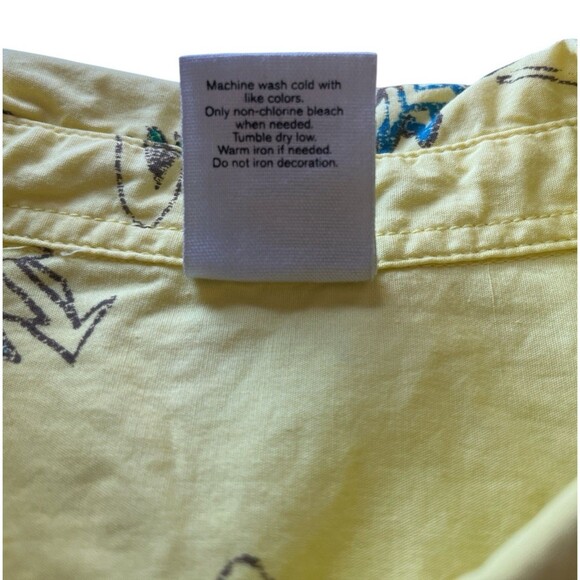 Machine wash cold with
like colors.
Only non-chlorine bleach
when needed.
Tumble dry low.
Warm iron if needed.
Do not iron decoration.